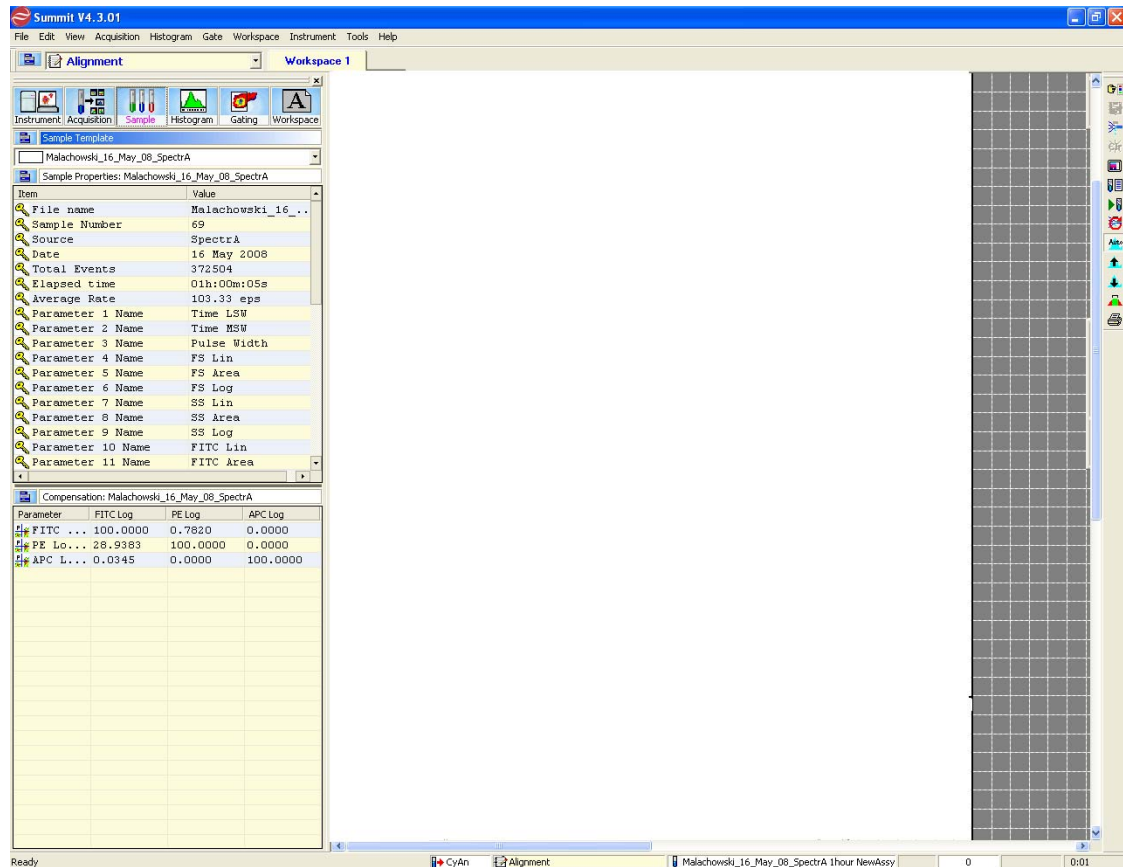 Summit V4.3.01
File Edit View Acquisition Histogram Gate Workspace Instrument Tools Help
Alignment Workspace 1
Instrument Acquisition Sample Histogram Gating Workspace
Sample Template
Malachowski_16_May_08_SpectrA
Sample Properties: Malachowski_16_May_08_SpectrA
Item Value
File name Malachowski_16_...
Sample Number 69
Source SpectrA
Date 16 May 2008
Total Events 372504
Elapsed time 01h:00m:05s
Average Rate 103.33 eps
Parameter 1 Name Time LSW
Parameter 2 Name Time MSW
Parameter 3 Name Pulse Width
Parameter 4 Name FS Lin
Parameter 5 Name FS Area
Parameter 6 Name FS Log
Parameter 7 Name SS Lin
Parameter 8 Name SS Area
Parameter 9 Name SS Log
Parameter 10 Name FITC Lin
Parameter 11 Name FITC Area
Compensation: Malachowski_16_May_08_SpectrA
Parameter FITC Log PE Log APC Log
FITC ... 100.0000 0.7820 0.0000
PE Lo... 28.9383 100.0000 0.0000
APC L... 0.0345 0.0000 100.0000
Ready CyAn Alignment Malachowski_16_May_08_SpectrA 1hour NewAssy 0 0:01